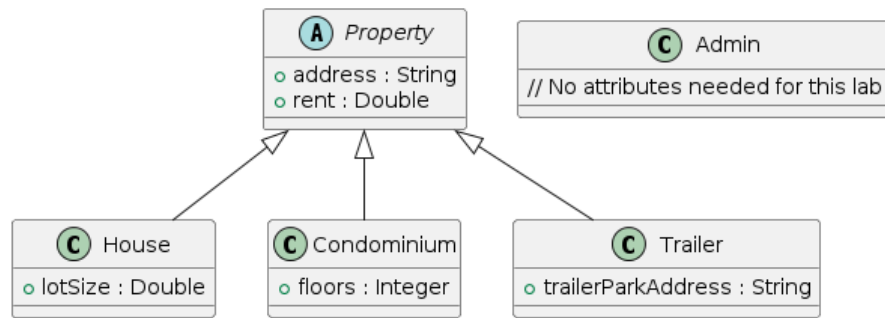 A Property
+ address : String
+ rent : Double
C Admin
// No attributes needed for this lab
C House
+ lotSize : Double
C Condominium
+ floors : Integer
C Trailer
+ trailerParkAddress : String